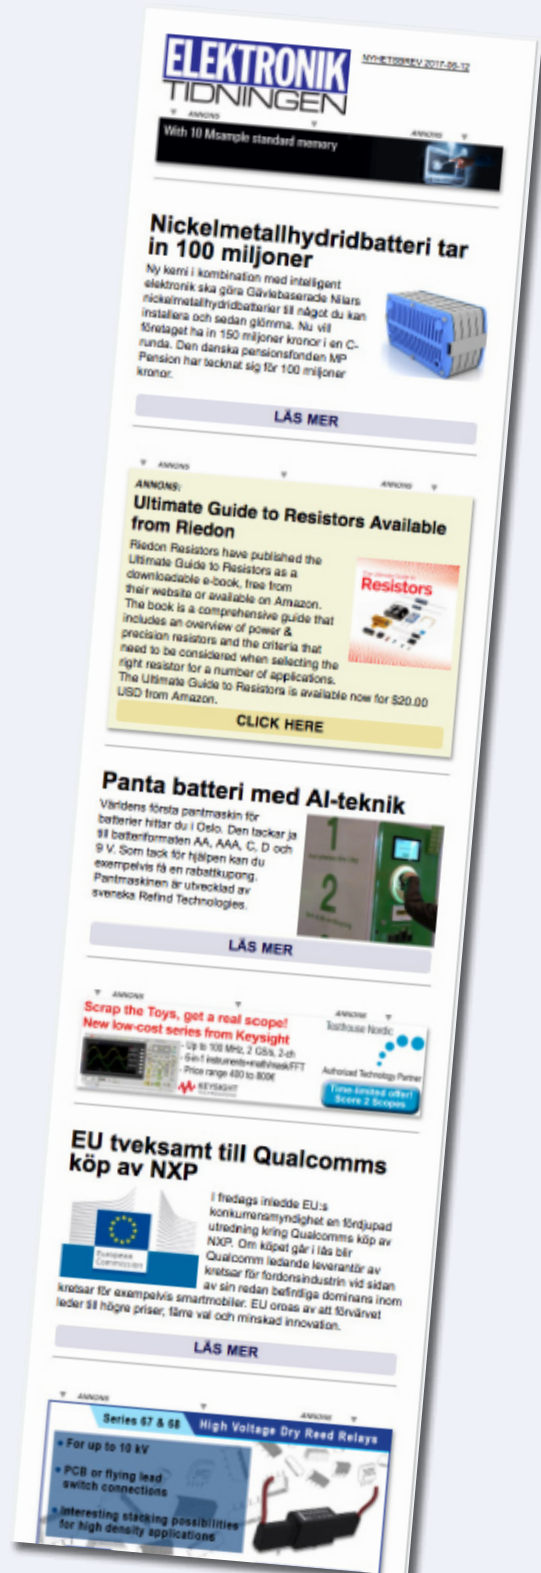 ELEKTRONIK
TIDNINGEN
NYHETSBREV 2017-06-12
ANNONS
ANNONS
With 10 Msample standard memory
Nickelmetallhydridbatteri tar
in 100 miljoner
Ny kemi i kombination med intelligent
elektronik ska göra Gävlebaserade Nilars
nickelmetallhydridbatterier till något du kan
installera och sedan glömma. Nu vill
företaget ha in 150 miljoner kronor i en C-
runda. Den danska pensionsfonden MP
Pension har tecknat sig för 100 miljoner
kronor.
LÄS MER
ANNONS
ANNONS
ANNONS:
Ultimate Guide to Resistors Available
from Riedon
Riedon Resistors have published the
Ultimate Guide to Resistors as a
downloadable e-book, free from
their website or available on Amazon.
The book is a comprehensive guide that
includes an overview of power &
precision resistors and the criteria that
need to be considered when selecting the
right resistor for a number of applications.
The Ultimate Guide to Resistors is available now for $20.00
USD from Amazon.
The Ultimate Guide to
Resistors
CLICK HERE
Panta batteri med AI-teknik
Världens första pantmaskin för
batterier hittar du i Oslo. Den tackar ja
till batteriformaten AA, AAA, C, D och
9 V. Som tack för hjälpen kan du
exempelvis få en rabattkupong.
Pantmaskinen är utvecklad av
svenska Refind Technologies.
1
2
LÄS MER
ANNONS
ANNONS
Scrap the Toys, get a real scope!
New low-cost series from Keysight
- Up to 100 MHz, 2 GS/s, 2-ch
- 6-in-1 instruments+math/mask/FFT
- Price range 400 to 800€
KEYSIGHT
Testhouse Nordic
Authorized Technology Partner
Time-limited offer!
Score 2 Scopes
EU tveksamt till Qualcomms
köp av NXP
European
Commission
I fredags inledde EU:s
konkurrensmyndighet en fördjupad
utredning kring Qualcomms köp av
NXP. Om köpet går i lås blir
Qualcomm ledande leverantör av
kretsar för fordonsindustrin vid sidan
av sin redan befintliga dominans inom
kretsar för exempelvis smartmobiler. EU oroas av att förvärvet
leder till högre priser, färre val och minskad innovation.
LÄS MER
ANNONS
ANNONS
Series 67 & 68
High Voltage Dry Reed Relays
For up to 10 kV
PCB or flying lead
switch connections
Interesting stacking possibilities
for high density applications